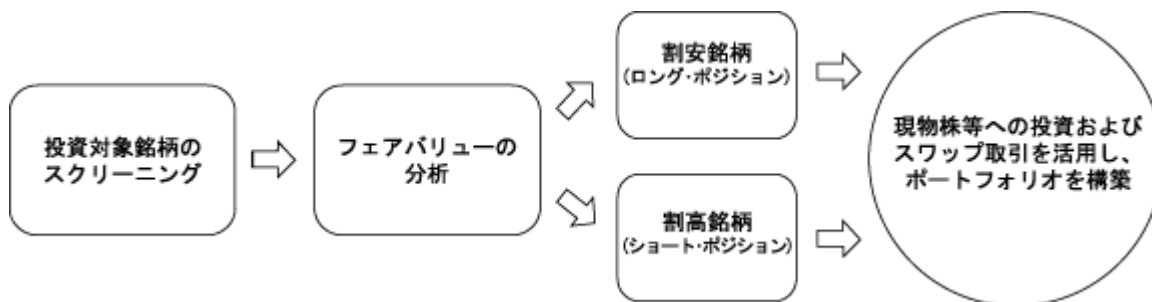 投資対象銘柄の
スクリーニング
フェアバリューの
分析
割安銘柄
(ロング・ポジション)
割高銘柄
(ショート・ポジション)
現物株等への投資および
スワップ取引を活用し、
ポートフォリオを構築